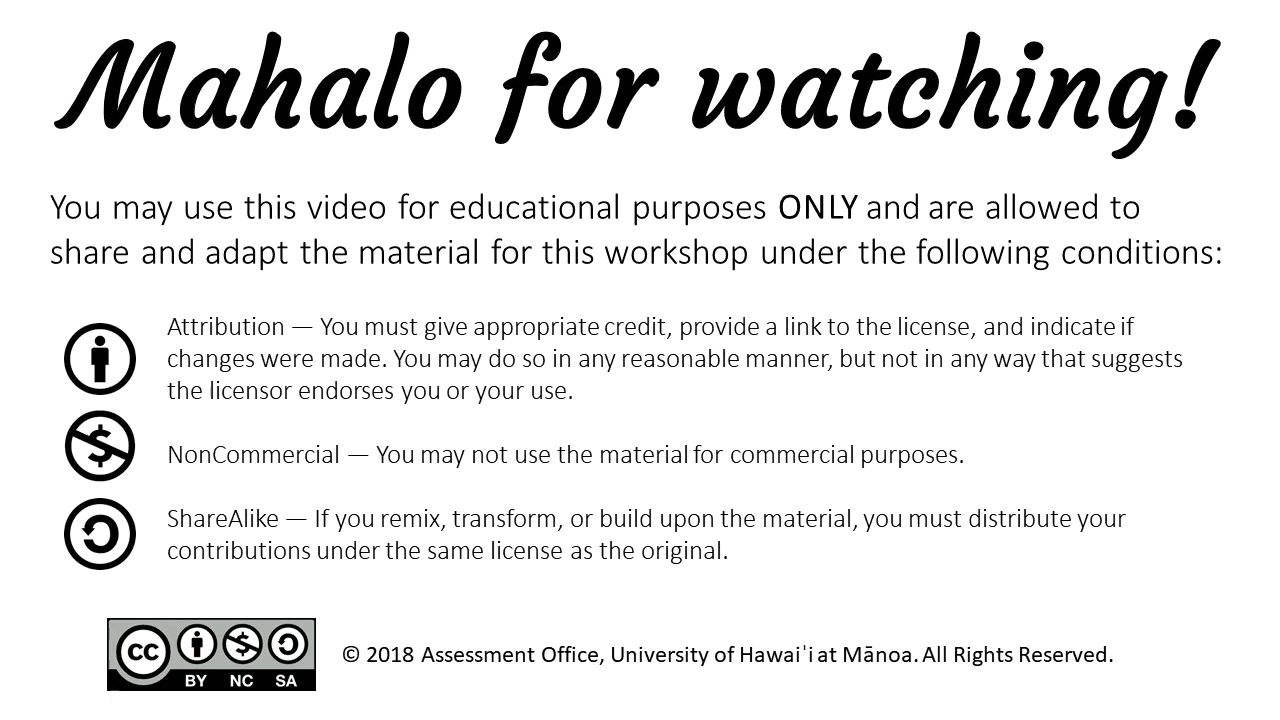 Mahalo for watching!
You may use this video for educational purposes ONLY and are allowed to
share and adapt the material for this workshop under the following conditions:
Attribution — You must give appropriate credit, provide a link to the license, and indicate if
changes were made. You may do so in any reasonable manner, but not in any way that suggests
the licensor endorses you or your use.
NonCommercial — You may not use the material for commercial purposes.
ShareAlike — If you remix, transform, or build upon the material, you must distribute your
contributions under the same license as the original.
cc
BY NC SA
© 2018 Assessment Office, University of Hawaiˈi at Mānoa. All Rights Reserved.